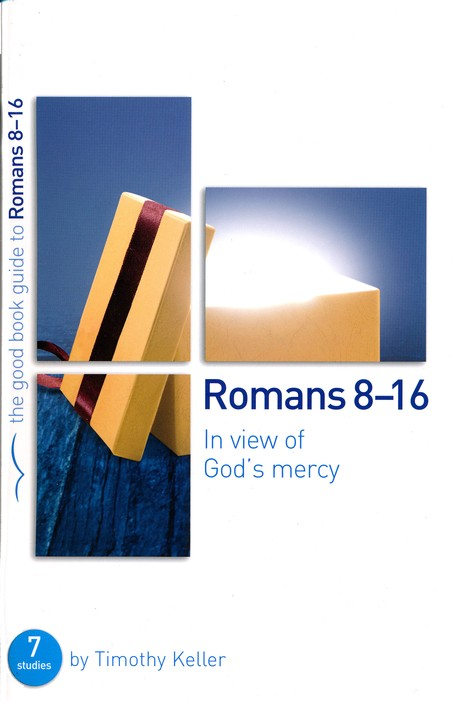 the good book guide to Romans 8–16
Romans 8–16
In view of
God's mercy
7
studies
by Timothy Keller